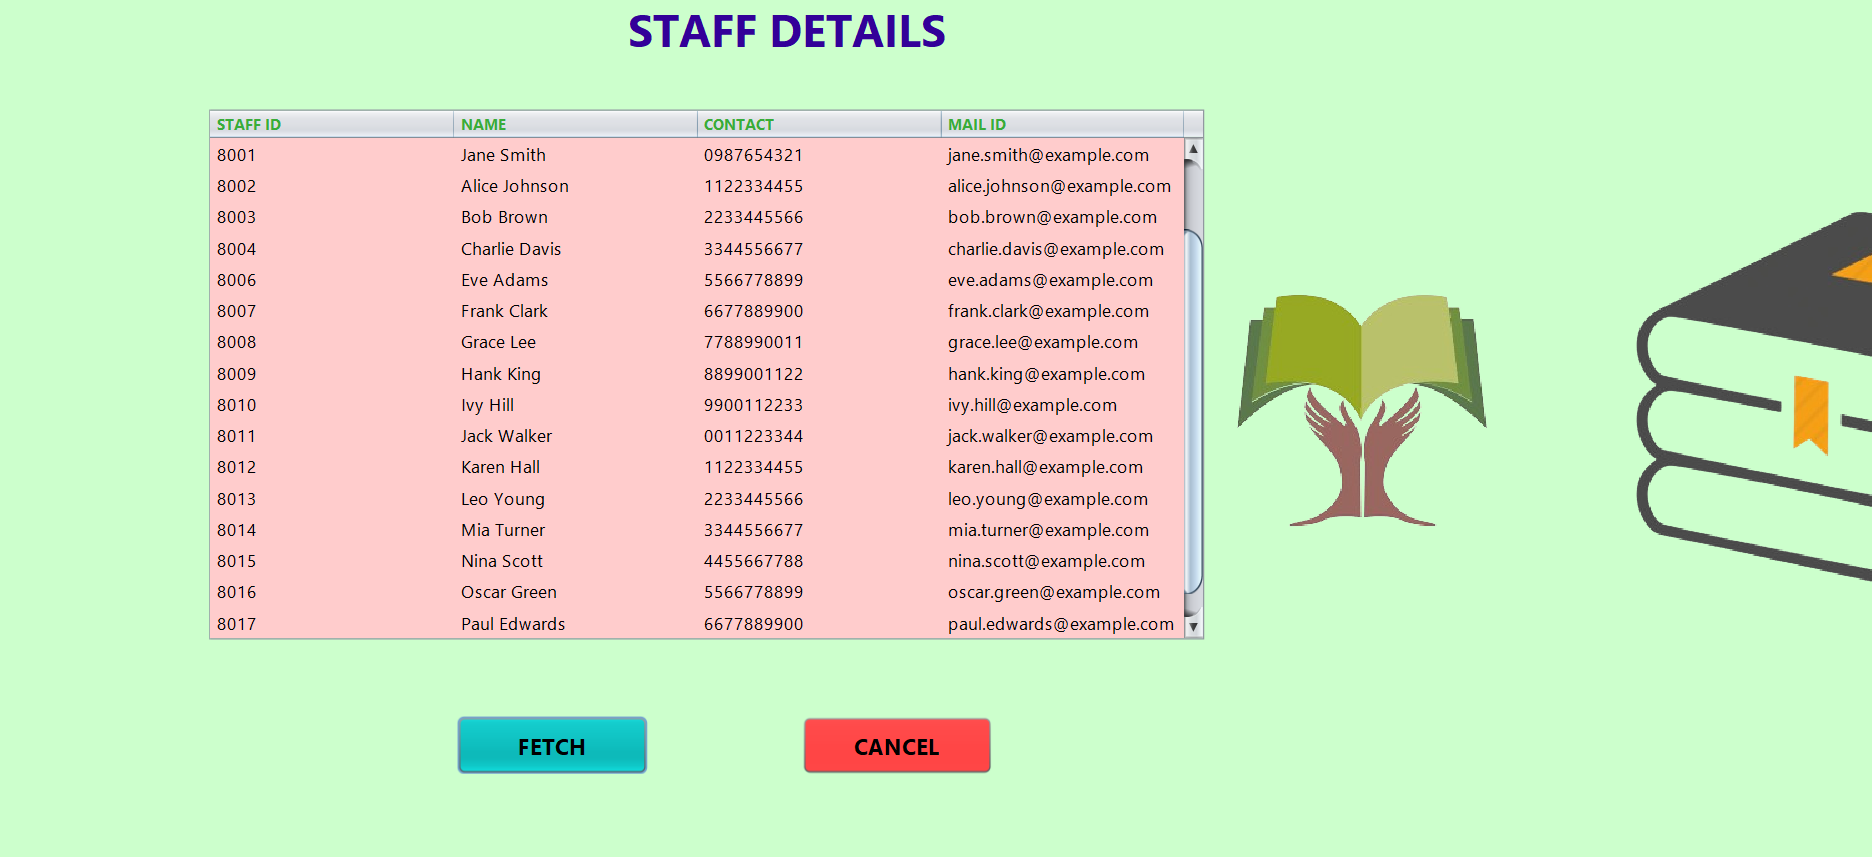 STAFF DETAILS
STAFF ID NAME CONTACT MAIL ID
8001 Jane Smith 0987654321 jane.smith@example.com
8002 Alice Johnson 1122334455 alice.johnson@example.com
8003 Bob Brown 2233445566 bob.brown@example.com
8004 Charlie Davis 3344556677 charlie.davis@example.com
8006 Eve Adams 5566778899 eve.adams@example.com
8007 Frank Clark 6677889900 frank.clark@example.com
8008 Grace Lee 7788990011 grace.lee@example.com
8009 Hank King 8899001122 hank.king@example.com
8010 Ivy Hill 9900112233 ivy.hill@example.com
8011 Jack Walker 0011223344 jack.walker@example.com
8012 Karen Hall 1122334455 karen.hall@example.com
8013 Leo Young 2233445566 leo.young@example.com
8014 Mia Turner 3344556677 mia.turner@example.com
8015 Nina Scott 4455667788 nina.scott@example.com
8016 Oscar Green 5566778899 oscar.green@example.com
8017 Paul Edwards 6677889900 paul.edwards@example.com
FETCH CANCEL